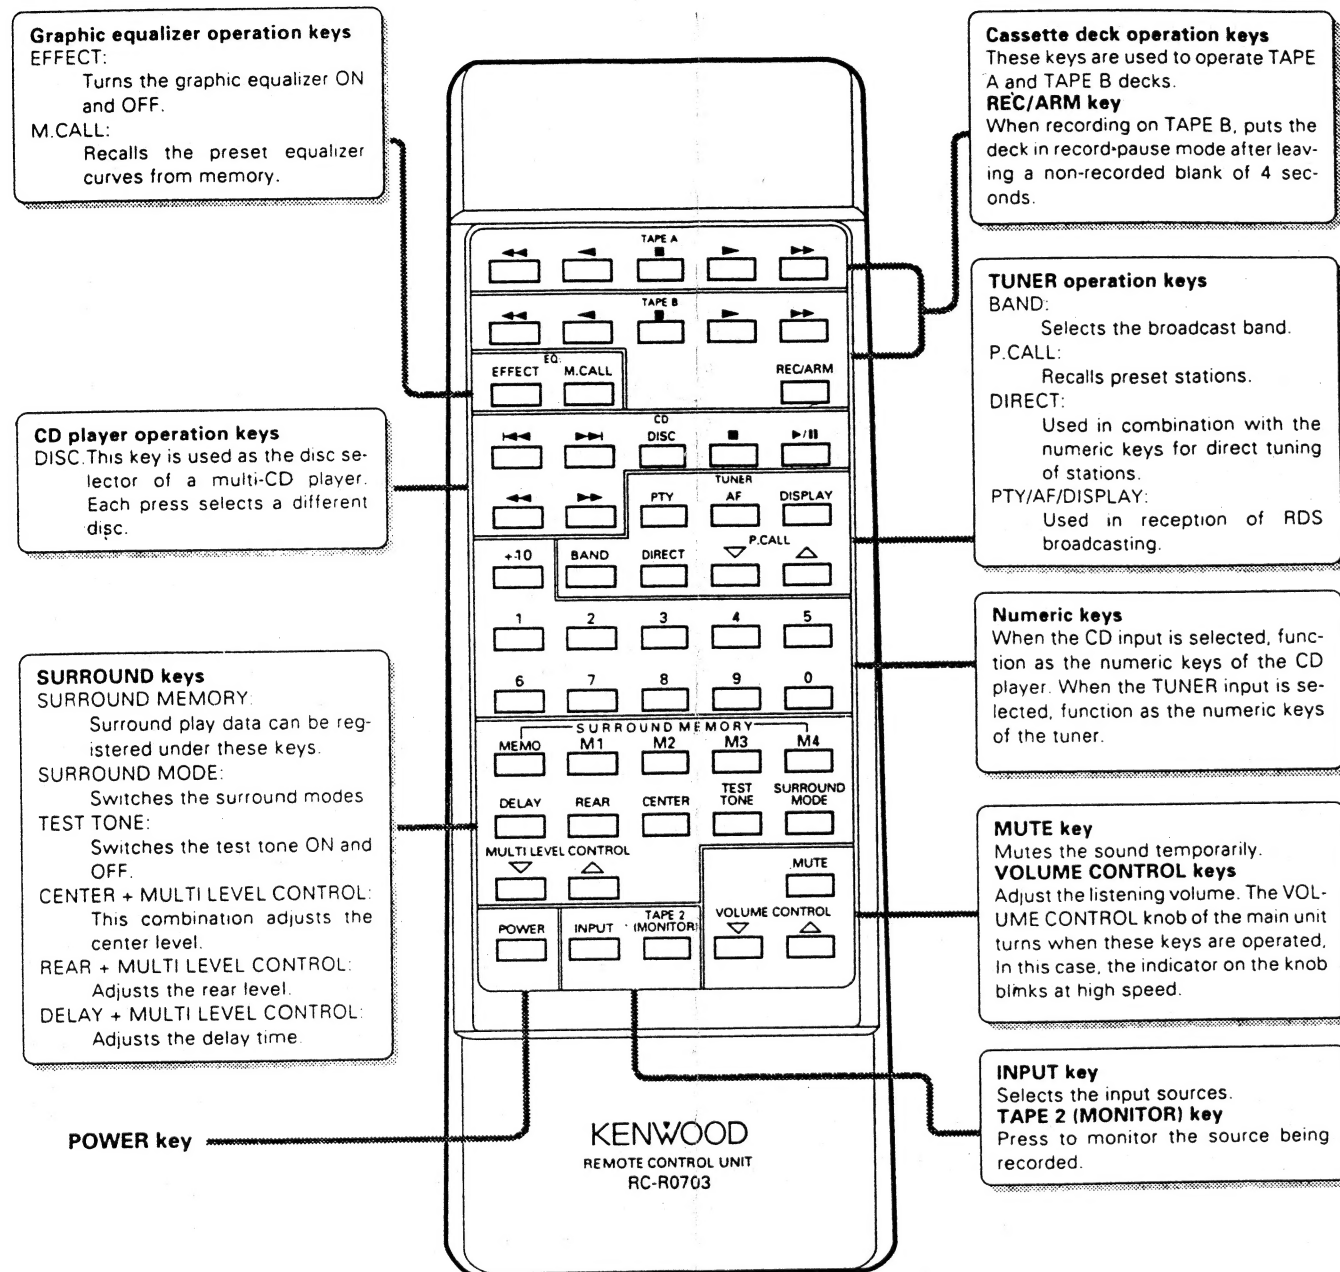 Graphic equalizer operation keys
EFFECT:
Turns the graphic equalizer ON
and OFF.
M.CALL:
Recalls the preset equalizer
curves from memory.
CD player operation keys
DISC.This key is used as the disc se-
lector of a multi-CD player.
Each press selects a different
disc.
SURROUND keys
SURROUND MEMORY:
Surround play data can be reg-
istered under these keys.
SURROUND MODE:
Switches the surround modes
TEST TONE:
Switches the test tone ON and
OFF.
CENTER + MULTI LEVEL CONTROL:
This combination adjusts the
center level.
REAR + MULTI LEVEL CONTROL:
Adjusts the rear level.
DELAY + MULTI LEVEL CONTROL:
Adjusts the delay time.
POWER key
TAPE A
TAPE B
EQ.
EFFECT M.CALL REC/ARM
CD
DISC
TUNER
PTY AF DISPLAY
P.CALL
+10 BAND DIRECT
1 2 3 4 5
6 7 8 9 0
SURROUND MEMORY
MEMO M1 M2 M3 M4
DELAY REAR CENTER TEST TONE SURROUND MODE
MULTI LEVEL CONTROL
MUTE
POWER INPUT TAPE 2 (MONITOR) VOLUME CONTROL
KENWOOD
REMOTE CONTROL UNIT
RC-R0703
Cassette deck operation keys
These keys are used to operate TAPE
A and TAPE B decks.
REC/ARM key
When recording on TAPE B, puts the
deck in record-pause mode after leav-
ing a non-recorded blank of 4 sec-
onds.
TUNER operation keys
BAND:
Selects the broadcast band.
P.CALL:
Recalls preset stations.
DIRECT:
Used in combination with the
numeric keys for direct tuning
of stations.
PTY/AF/DISPLAY:
Used in reception of RDS
broadcasting.
Numeric keys
When the CD input is selected, func-
tion as the numeric keys of the CD
player. When the TUNER input is se-
lected, function as the numeric keys
of the tuner.
MUTE key
Mutes the sound temporarily.
VOLUME CONTROL keys
Adjust the listening volume. The VOL-
UME CONTROL knob of the main unit
turns when these keys are operated,
In this case, the indicator on the knob
blinks at high speed.
INPUT key
Selects the input sources.
TAPE 2 (MONITOR) key
Press to monitor the source being
recorded.